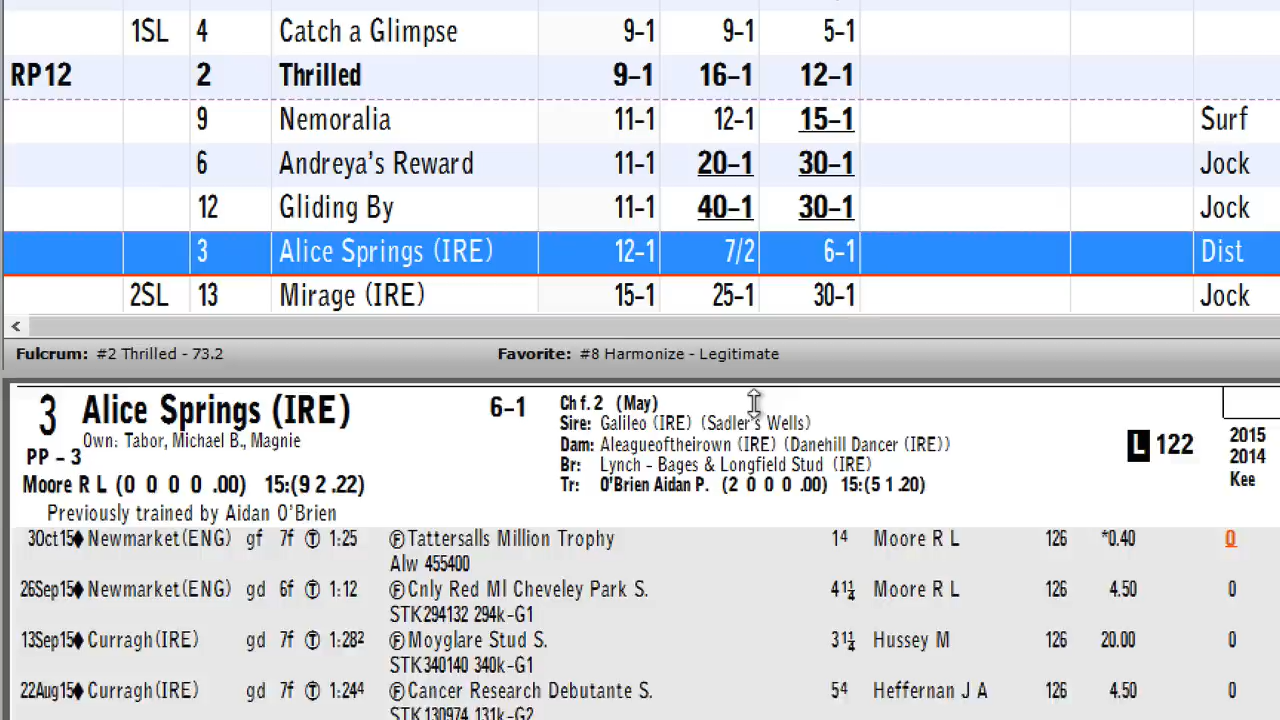 1SL 4 Catch a Glimpse 9-1 9-1 5-1
RP12 2 Thrilled 9-1 16-1 12-1
9 Nemoralia 11-1 12-1 15-1 Surf
6 Andreya's Reward 11-1 20-1 30-1 Jock
12 Gliding By 11-1 40-1 30-1 Jock
3 Alice Springs (IRE) 12-1 7/2 6-1 Dist
2SL 13 Mirage (IRE) 15-1 25-1 30-1 Jock
Fulcrum: #2 Thrilled - 73.2 Favorite: #8 Harmonize - Legitimate
3 Alice Springs (IRE) 6-1 Ch f. 2 (May)
Sire: Galileo (IRE) (Sadler's Wells)
Own: Tabor, Michael B., Magnie Dam: Aleagueoftheirown (IRE) (Danehill Dancer (IRE)) L 122 2015
PP - 3 Br: Lynch - Bages & Longfield Stud (IRE) 2014
Moore R L (0 0 0 0 .00) 15:(9 2 .22) Tr: O'Brien Aidan P. (2 0 0 0 .00) 15:(5 1 .20) Kee
Previously trained by Aidan O'Brien
3Oct15♦ Newmarket(ENG) gf 7f Ⓣ 1:25 ⒻTattersalls Million Trophy 1⁴ Moore R L 126 *0.40 0
Alw 455400
26Sep15♦ Newmarket(ENG) gd 6f Ⓣ 1:12 ⒻCnly Red Ml Cheveley Park S. 4¹¼ Moore R L 126 4.50 0
STK294132 294k-G1
13Sep15♦ Curragh(IRE) gd 7f Ⓣ 1:28² ⒻMoyglare Stud S. 3¹¼ Hussey M 126 20.00 0
STK340140 340k-G1
22Aug15♦ Curragh(IRE) gd 7f Ⓣ 1:24⁴ ⒻCancer Research Debutante S. 5⁴ Heffernan J A 126 4.50 0
STK130974 131k-G2